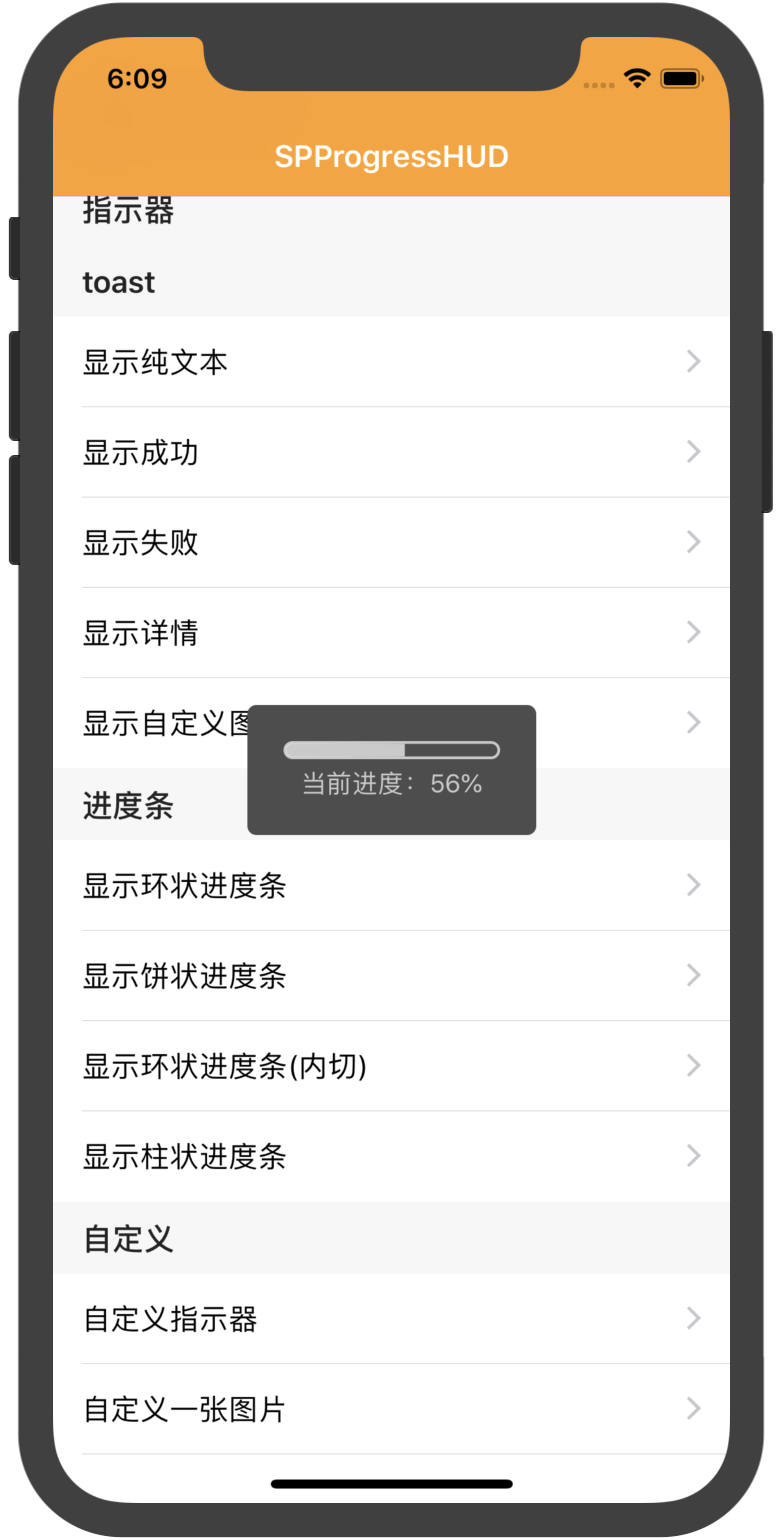 6:09
SPProgressHUD
指示器
toast
显示纯文本
显示成功
显示失败
显示详情
显示自定义图
当前进度：56%
进度条
显示环状进度条
显示饼状进度条
显示环状进度条(内切)
显示柱状进度条
自定义
自定义指示器
自定义一张图片